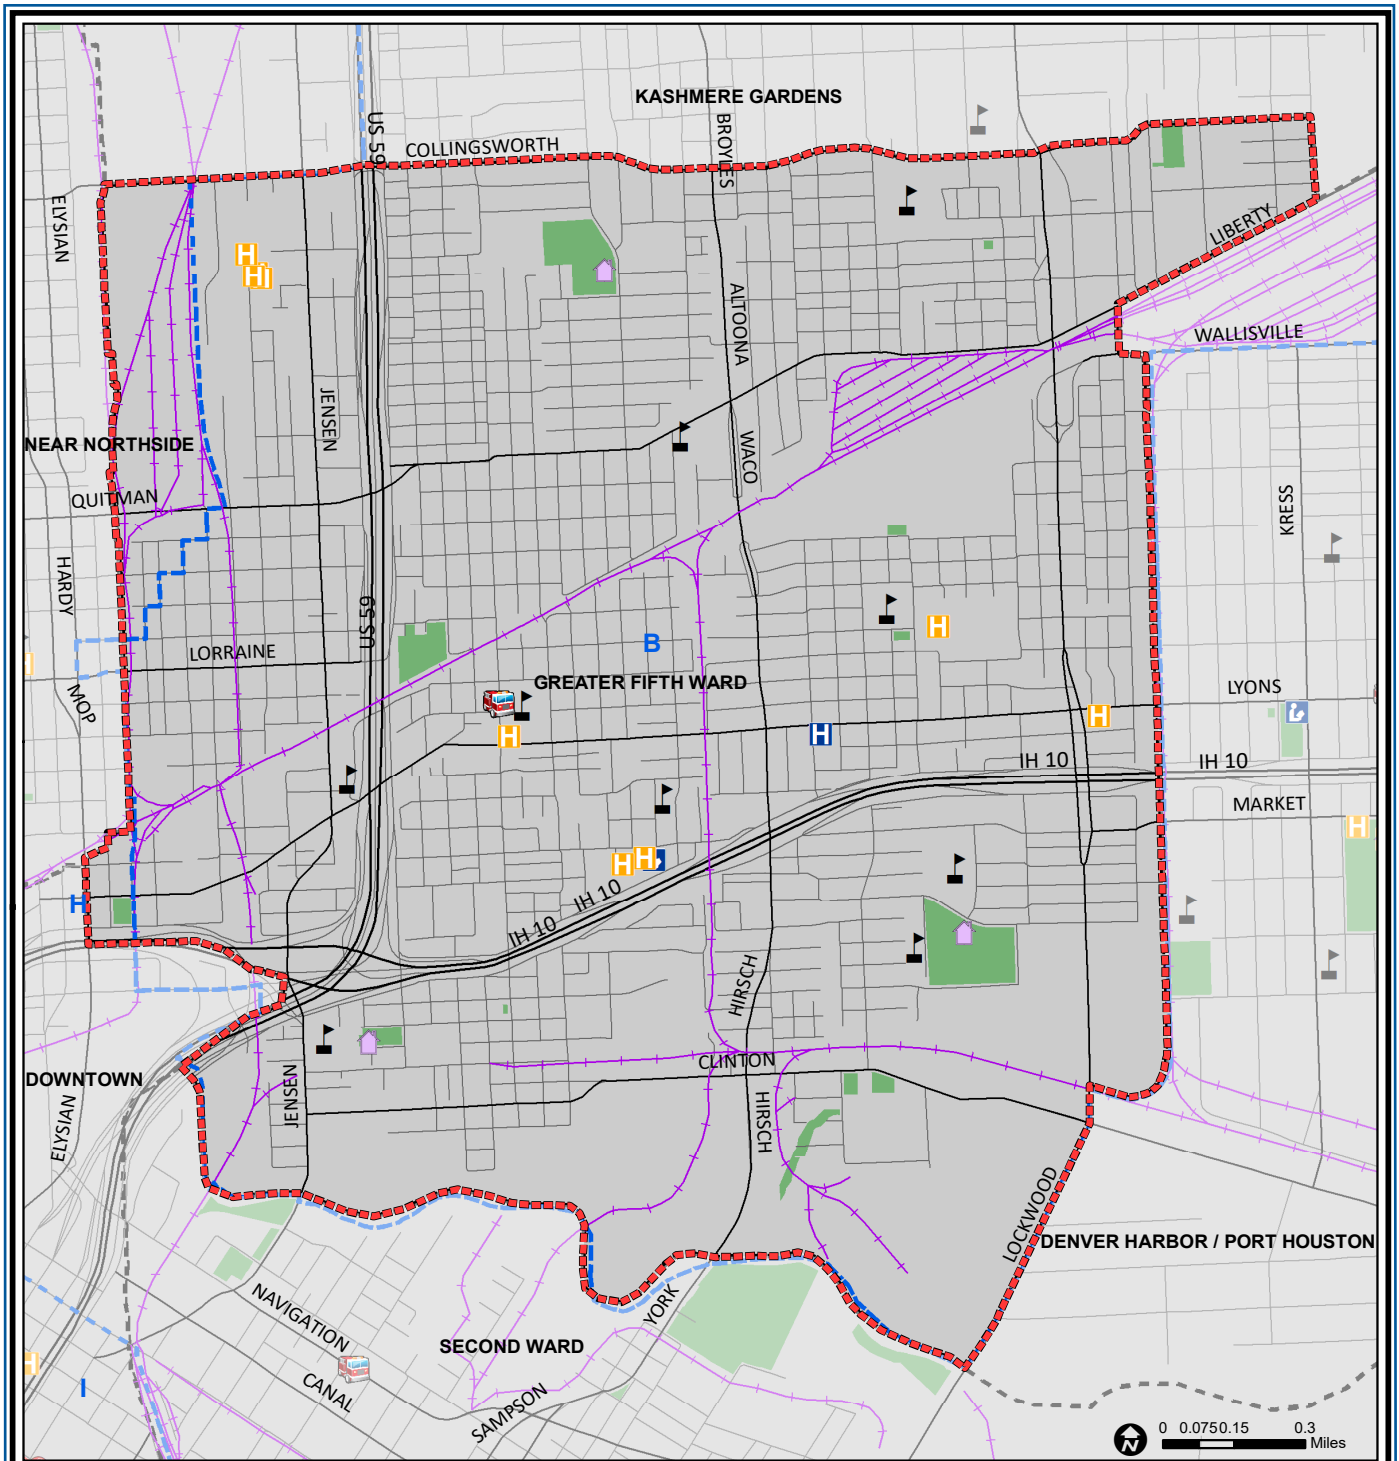 KASHMERE GARDENS
US 59
BROYLES
COLLINGSWORTH
ELYSIAN
LIBERTY
ALTOONA
WALLISVILLE
JENSEN
NEAR NORTHSIDE
WACO
QUITMAN
KRESS
HARDY
US 59
B
LORRAINE
GREATER FIFTH WARD
LYONS
MOP
H
H
H
H
H
H
H
H
H
H
IH 10
IH 10
MARKET
H
IH 10
IH 10
HIRSCH
CLINTON
DOWNTOWN
JENSEN
ELYSIAN
HIRSCH
LOCKWOOD
DENVER HARBOR / PORT HOUSTON
NAVIGATION
YORK
SECOND WARD
H
I
CANAL
SAMPSON
N
0 0.075 0.15 0.3
Miles